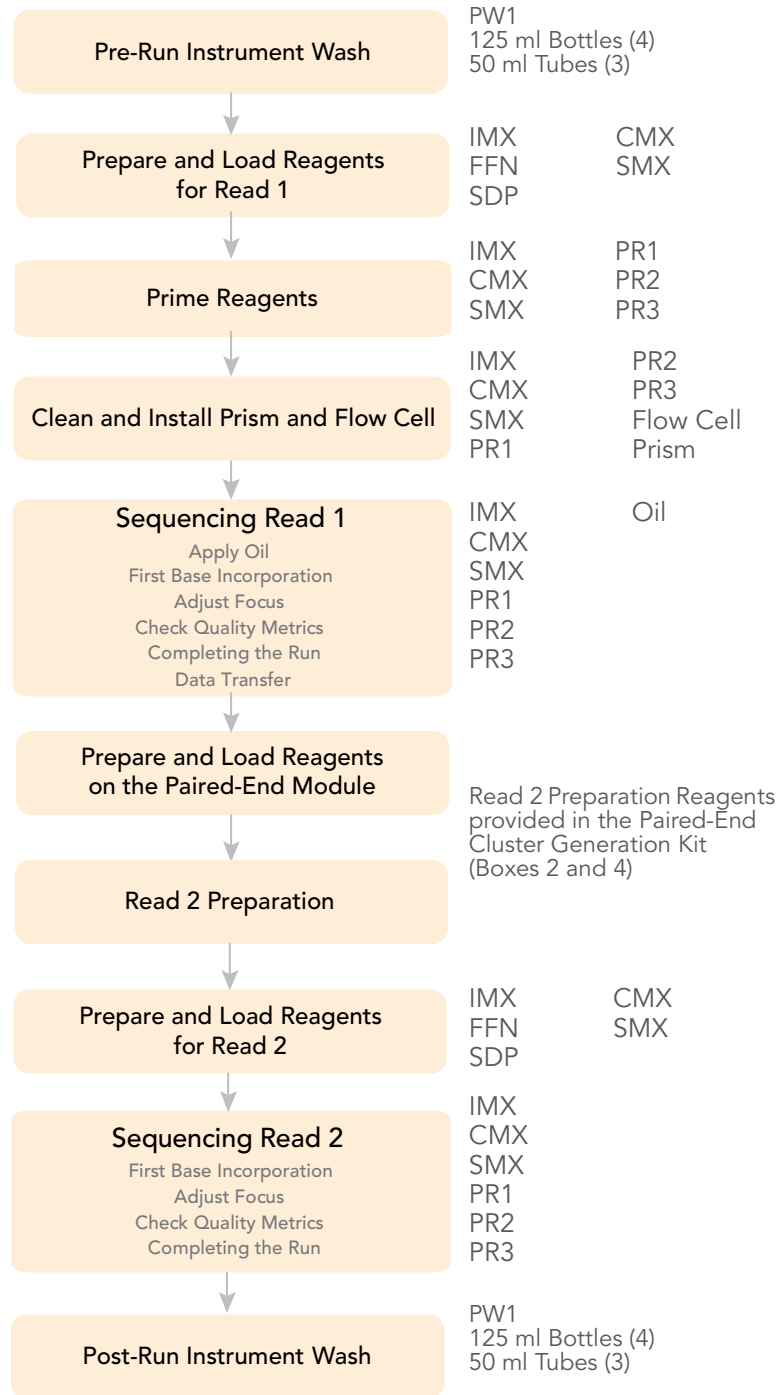 Pre-Run Instrument Wash
PW1
125 ml Bottles (4)
50 ml Tubes (3)
Prepare and Load Reagents
for Read 1
IMX CMX
FFN SMX
SDP
Prime Reagents
IMX PR1
CMX PR2
SMX PR3
Clean and Install Prism and Flow Cell
IMX PR2
CMX PR3
SMX Flow Cell
PR1 Prism
Sequencing Read 1
Apply Oil
First Base Incorporation
Adjust Focus
Check Quality Metrics
Completing the Run
Data Transfer
IMX Oil
CMX
SMX
PR1
PR2
PR3
Prepare and Load Reagents
on the Paired-End Module
Read 2 Preparation Reagents
provided in the Paired-End
Cluster Generation Kit
(Boxes 2 and 4)
Read 2 Preparation
Prepare and Load Reagents
for Read 2
IMX CMX
FFN SMX
SDP
Sequencing Read 2
First Base Incorporation
Adjust Focus
Check Quality Metrics
Completing the Run
IMX
CMX
SMX
PR1
PR2
PR3
Post-Run Instrument Wash
PW1
125 ml Bottles (4)
50 ml Tubes (3)